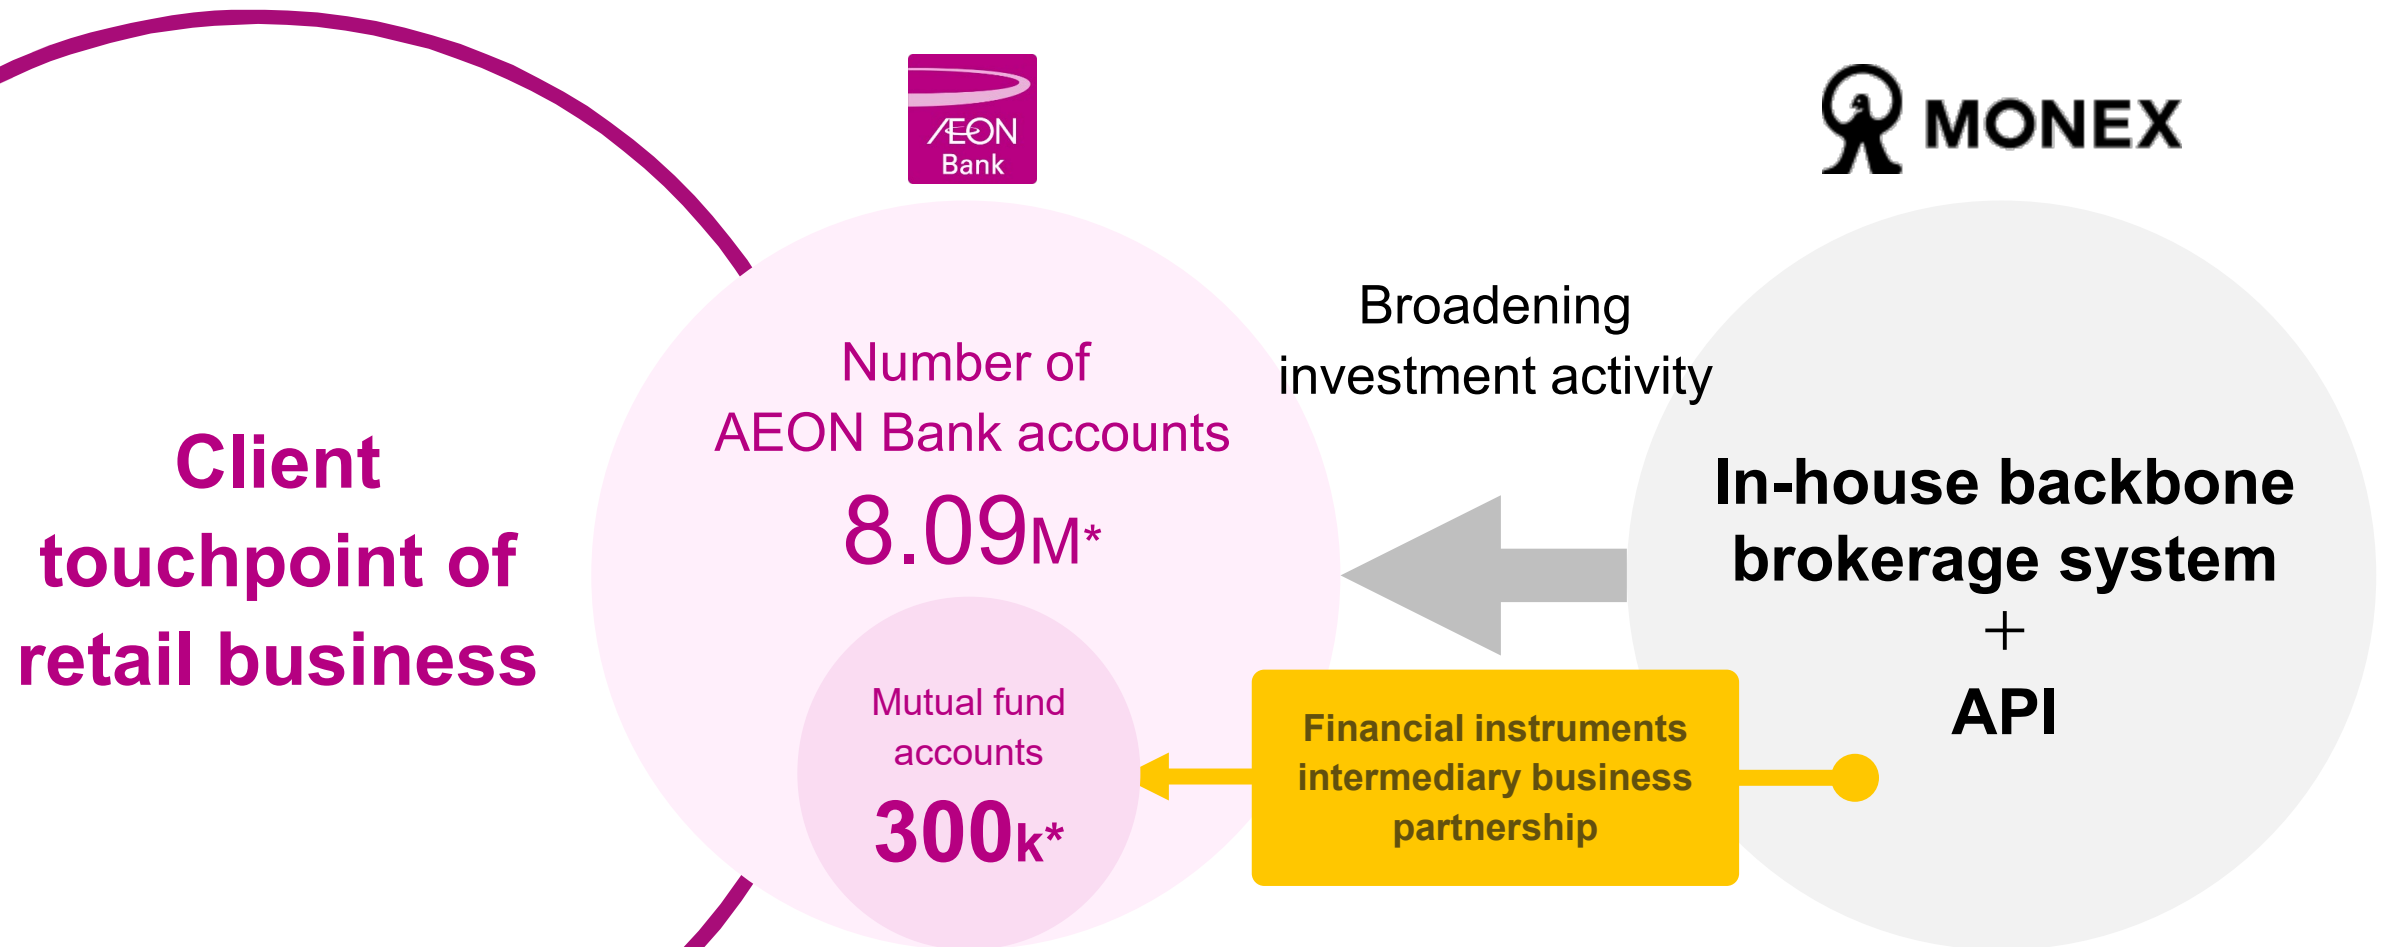 Client
touchpoint of
retail business
ÆON
Bank
Number of
AEON Bank accounts
8.09M*
Mutual fund
accounts
300k*
Broadening
investment activity
Financial instruments
intermediary business
partnership
MONEX
In-house backbone
brokerage system
+
API